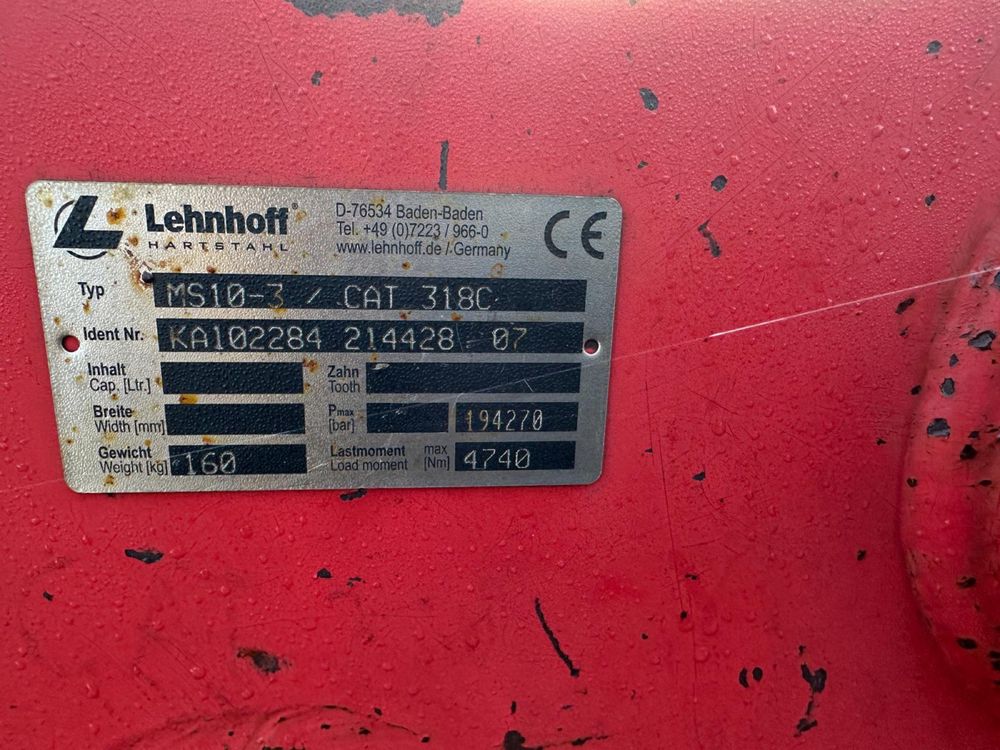 Lehnhoff®
HARTSTAHL
D-76534 Baden-Baden
Tel. +49 (0)7223 / 966-0
www.lehnhoff.de / Germany
CE
Typ MS10-3 / CAT 318C
Ident Nr. KA102284 214428 07
Inhalt Zahn
Cap. [Ltr.] Tooth
Breite Pmax
Width [mm] [bar] 194270
Gewicht Lastmoment max
Weight [kg] 160 Load moment [Nm] 4740